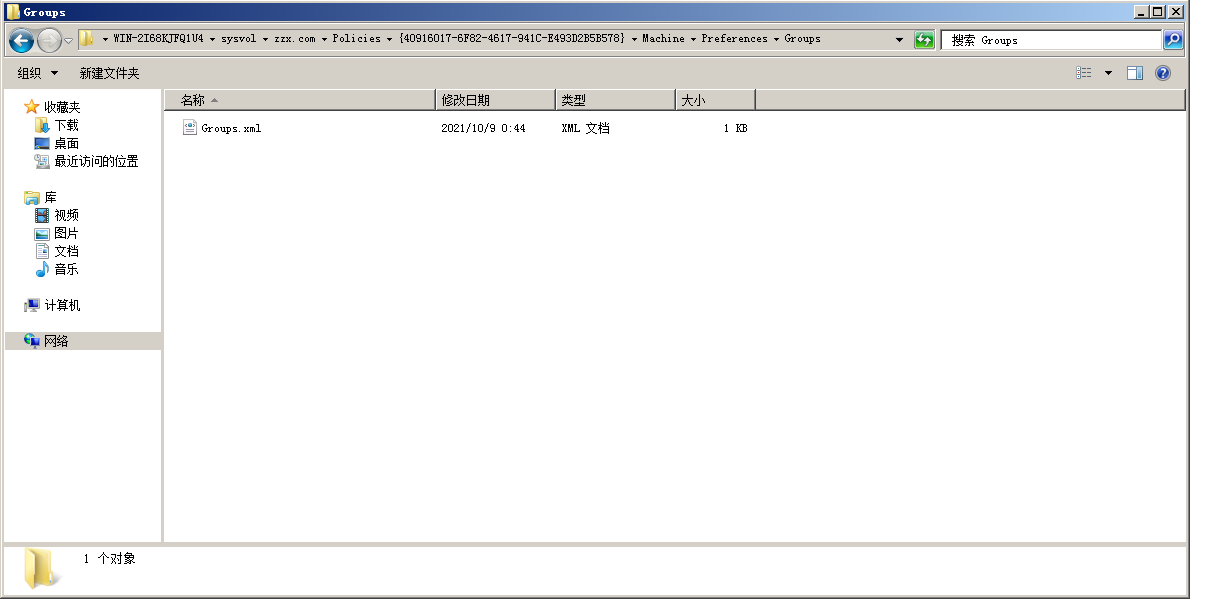 Groups
WIN-2I68KJFQ1U4 sysvol zzx.com Policies {40916017-6F82-4617-941C-E493D2B5B578} Machine Preferences Groups
搜索 Groups
组织 新建文件夹
名称 修改日期 类型 大小
Groups.xml 2021/10/9 0:44 XML 文档 1 KB
收藏夹
下载
桌面
最近访问的位置
库
视频
图片
文档
音乐
计算机
网络
1 个对象